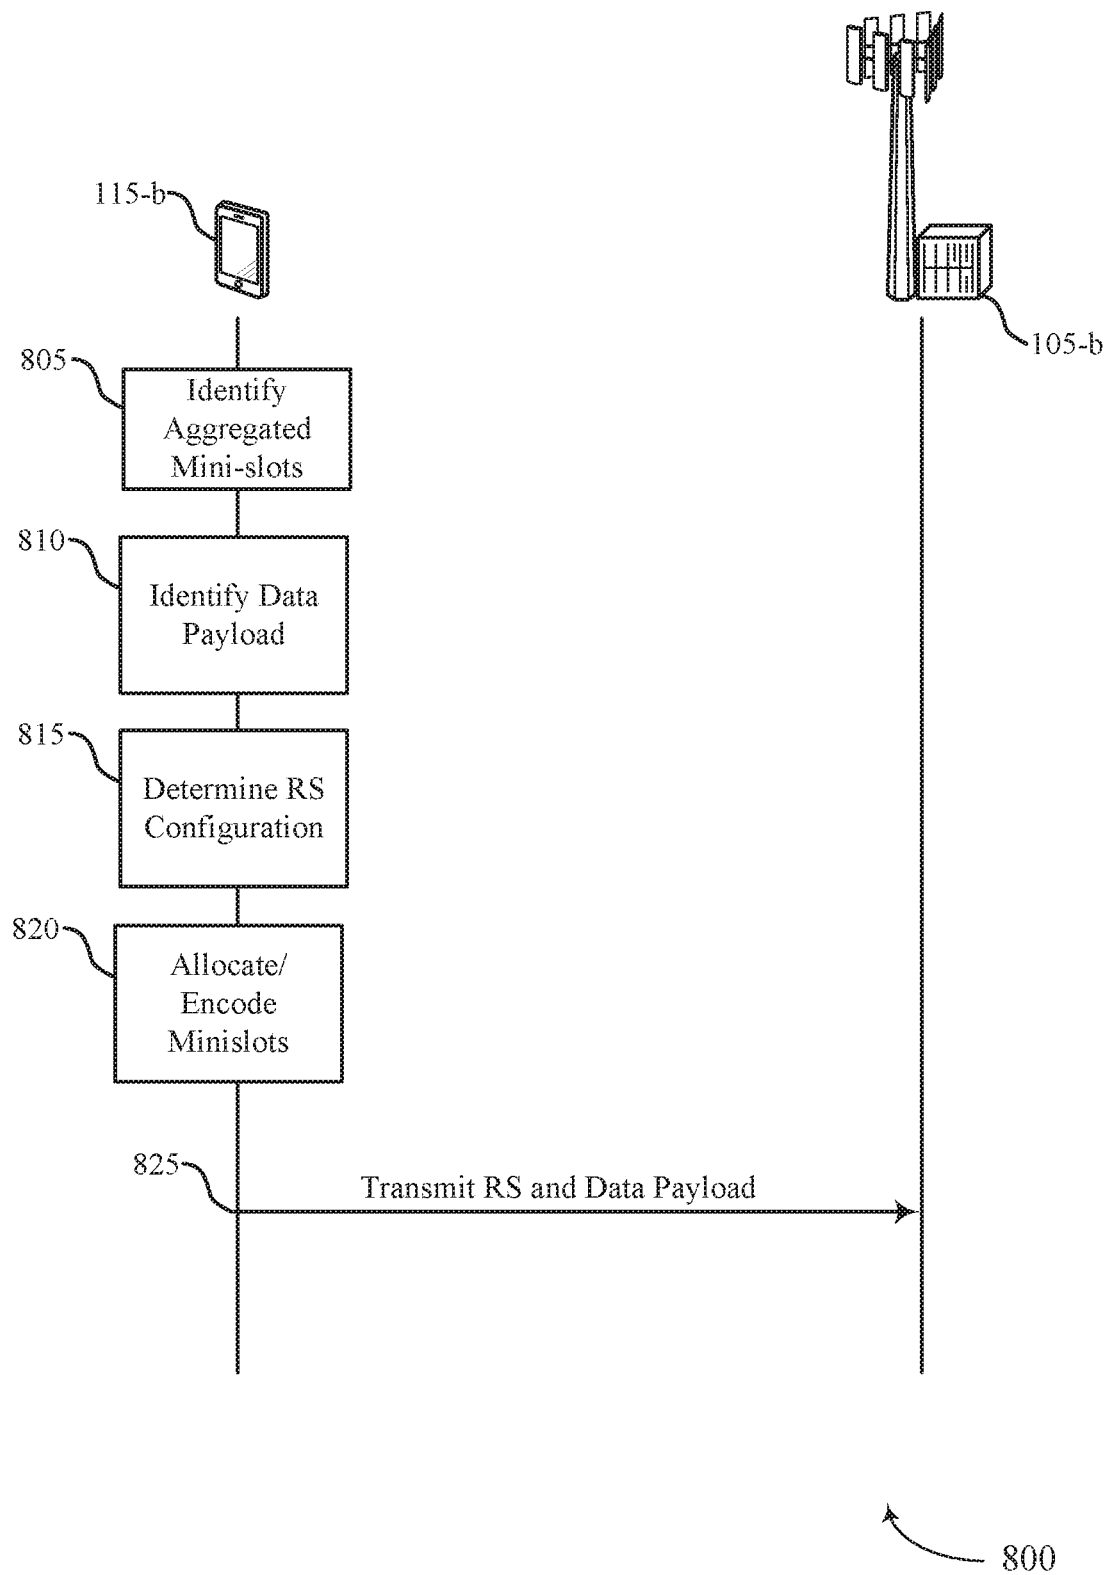 115-b
105-b
805
Identify
Aggregated
Mini-slots
810
Identify Data
Payload
815
Determine RS
Configuration
820
Allocate/
Encode
Minislots
825
Transmit RS and Data Payload
800